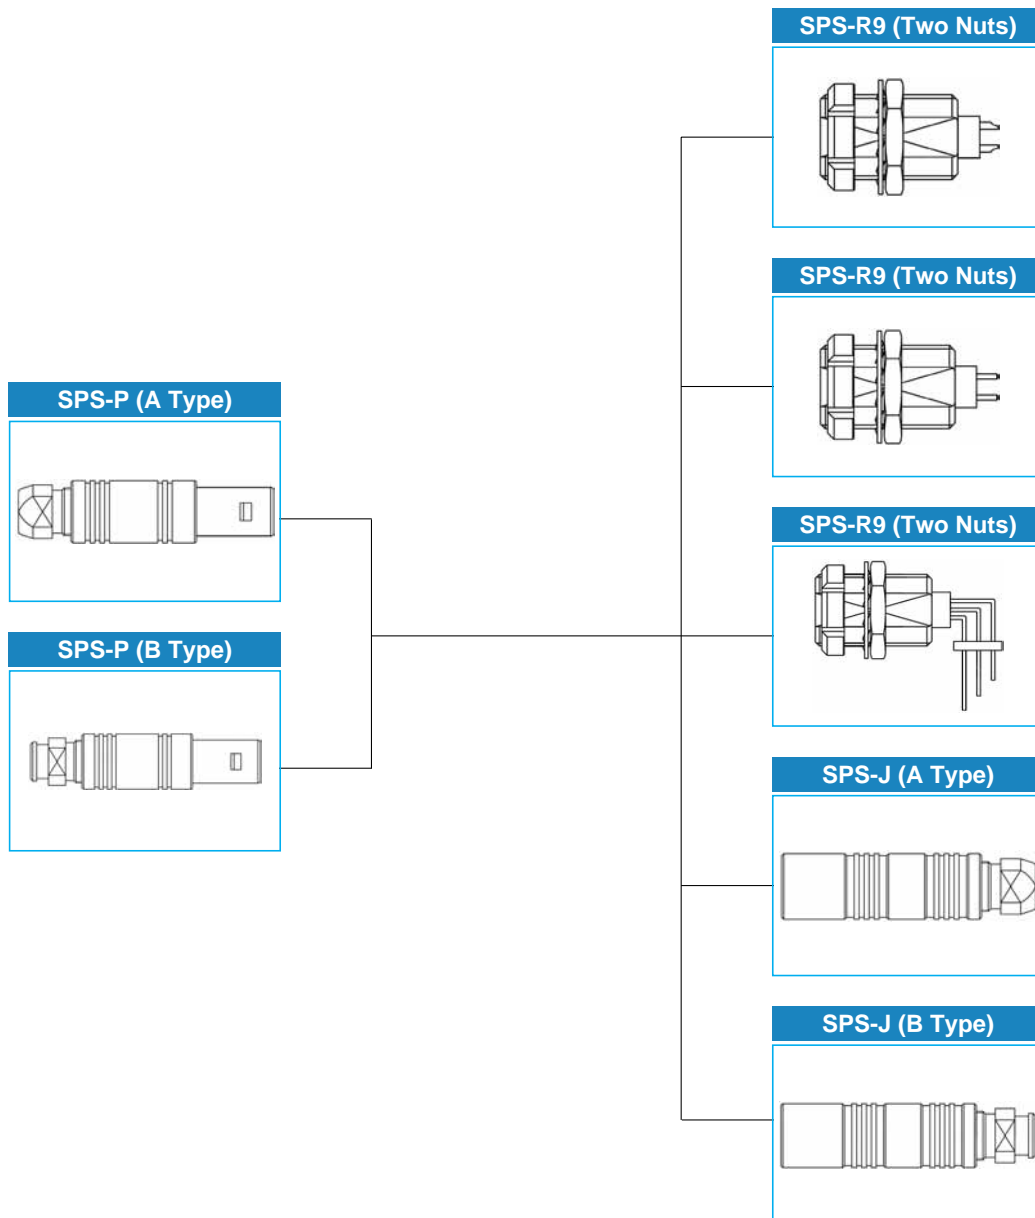 SPS-R9 (Two Nuts)
SPS-R9 (Two Nuts)
SPS-P (A Type)
SPS-R9 (Two Nuts)
SPS-P (B Type)
SPS-J (A Type)
SPS-J (B Type)